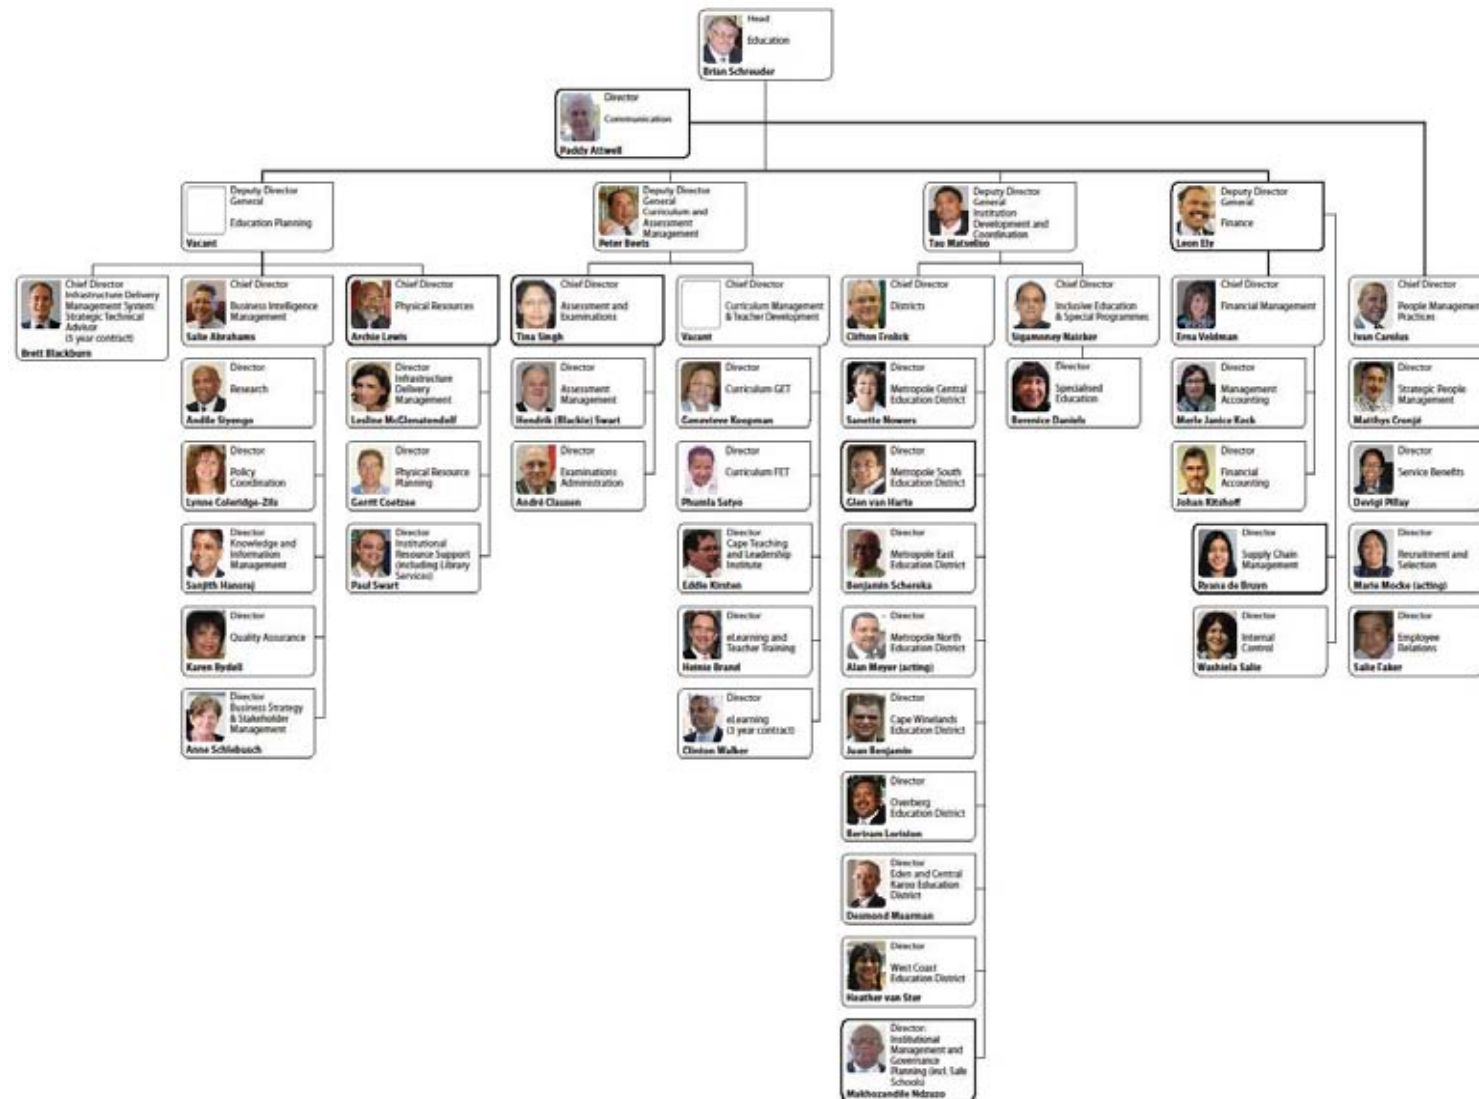 Head
Education
Brian Schreuder
Director
Communication
Paddy Attwell
Deputy Director
General
Education Planning
Vacant
Deputy Director
General
Curriculum and
Assessment
Management
Peter Beets
Deputy Director
General
Institution
Development and
Coordination
Tau Matseliso
Deputy Director
General
Finance
Leon Ely
Chief Director
Infrastructure Delivery
Management System:
Strategic Technical
Advisor
(5 year contract)
Brett Blackburn
Chief Director
Business Intelligence
Management
Salie Abrahams
Chief Director
Physical Resources
Archie Lewis
Chief Director
Assessment and
Examinations
Tina Singh
Chief Director
Curriculum Management
& Teacher Development
Vacant
Chief Director
Districts
Clifton Frolick
Chief Director
Inclusive Education
& Special Programmes
Sigamoney Naicker
Chief Director
Financial Management
Erna Veldman
Chief Director
People Management
Practices
Ivan Carolus
Director
Research
Andile Siyengo
Director
Infrastructure
Delivery
Management
Lesline
Director
Assessment
Management
Hendrik (Blackie) Swart
Director
Curriculum GET
Genevieve Koopman
Director
Metropole Central
Education District
Sanette Nowers
Director
Specialised
Education
Berenice Daniels
Director
Management
Accounting
Merle Janice Kock
Director
Strategic People
Management
Matthys Cronjé
Director
Policy
Coordination
Lynne Coleridge-Zils
Director
Physical Resource
Planning
Gerrit Coetzee
Director
Examinations
Administration
André Clausen
Director
Curriculum FET
Phumla Satyo
Director
Metropole South
Education District
Glen van Harte
Director
Financial
Accounting
Johan Kitshoff
Director
Service Benefits
Devigi Pillay
Director
Knowledge and
Information
Management
Sanjith Hansraj
Director
Institutional
Resource Support
(including Library
Services)
Paul Swart
Director
Cape Teaching
and Leadership
Institute
Eddie Kirsten
Director
Metropole East
Education District
Benjamin Schereka
Director
Supply Chain
Management
Ryana de Bruyn
Director
Recruitment and
Selection
Marie Mocke (acting)
Director
Quality Assurance
Karen Bydell
Director
eLearning and
Teacher Training
Heinie Brand
Director
Metropole North
Education District
Alan Meyer (acting)
Director
Internal
Control
Washiela Salie
Director
Employee
Relations
Salie Faker
Director
Business Strategy
& Stakeholder
Management
Anne Schlebusch
Director
eLearning
(3 year contract)
Clinton Walker
Director
Cape Winelands
Education District
Juan Benjamin
Director
Overberg
Education District
Bertram Loriston
Director
Eden and Central
Karoo Education
District
Desmond Maarman
Director
West Coast
Education District
Heather van Ster
Director:
Institutional
Management and
Governance
Planning (incl. Safe
Schools)
Makhozandile Ndzuzo